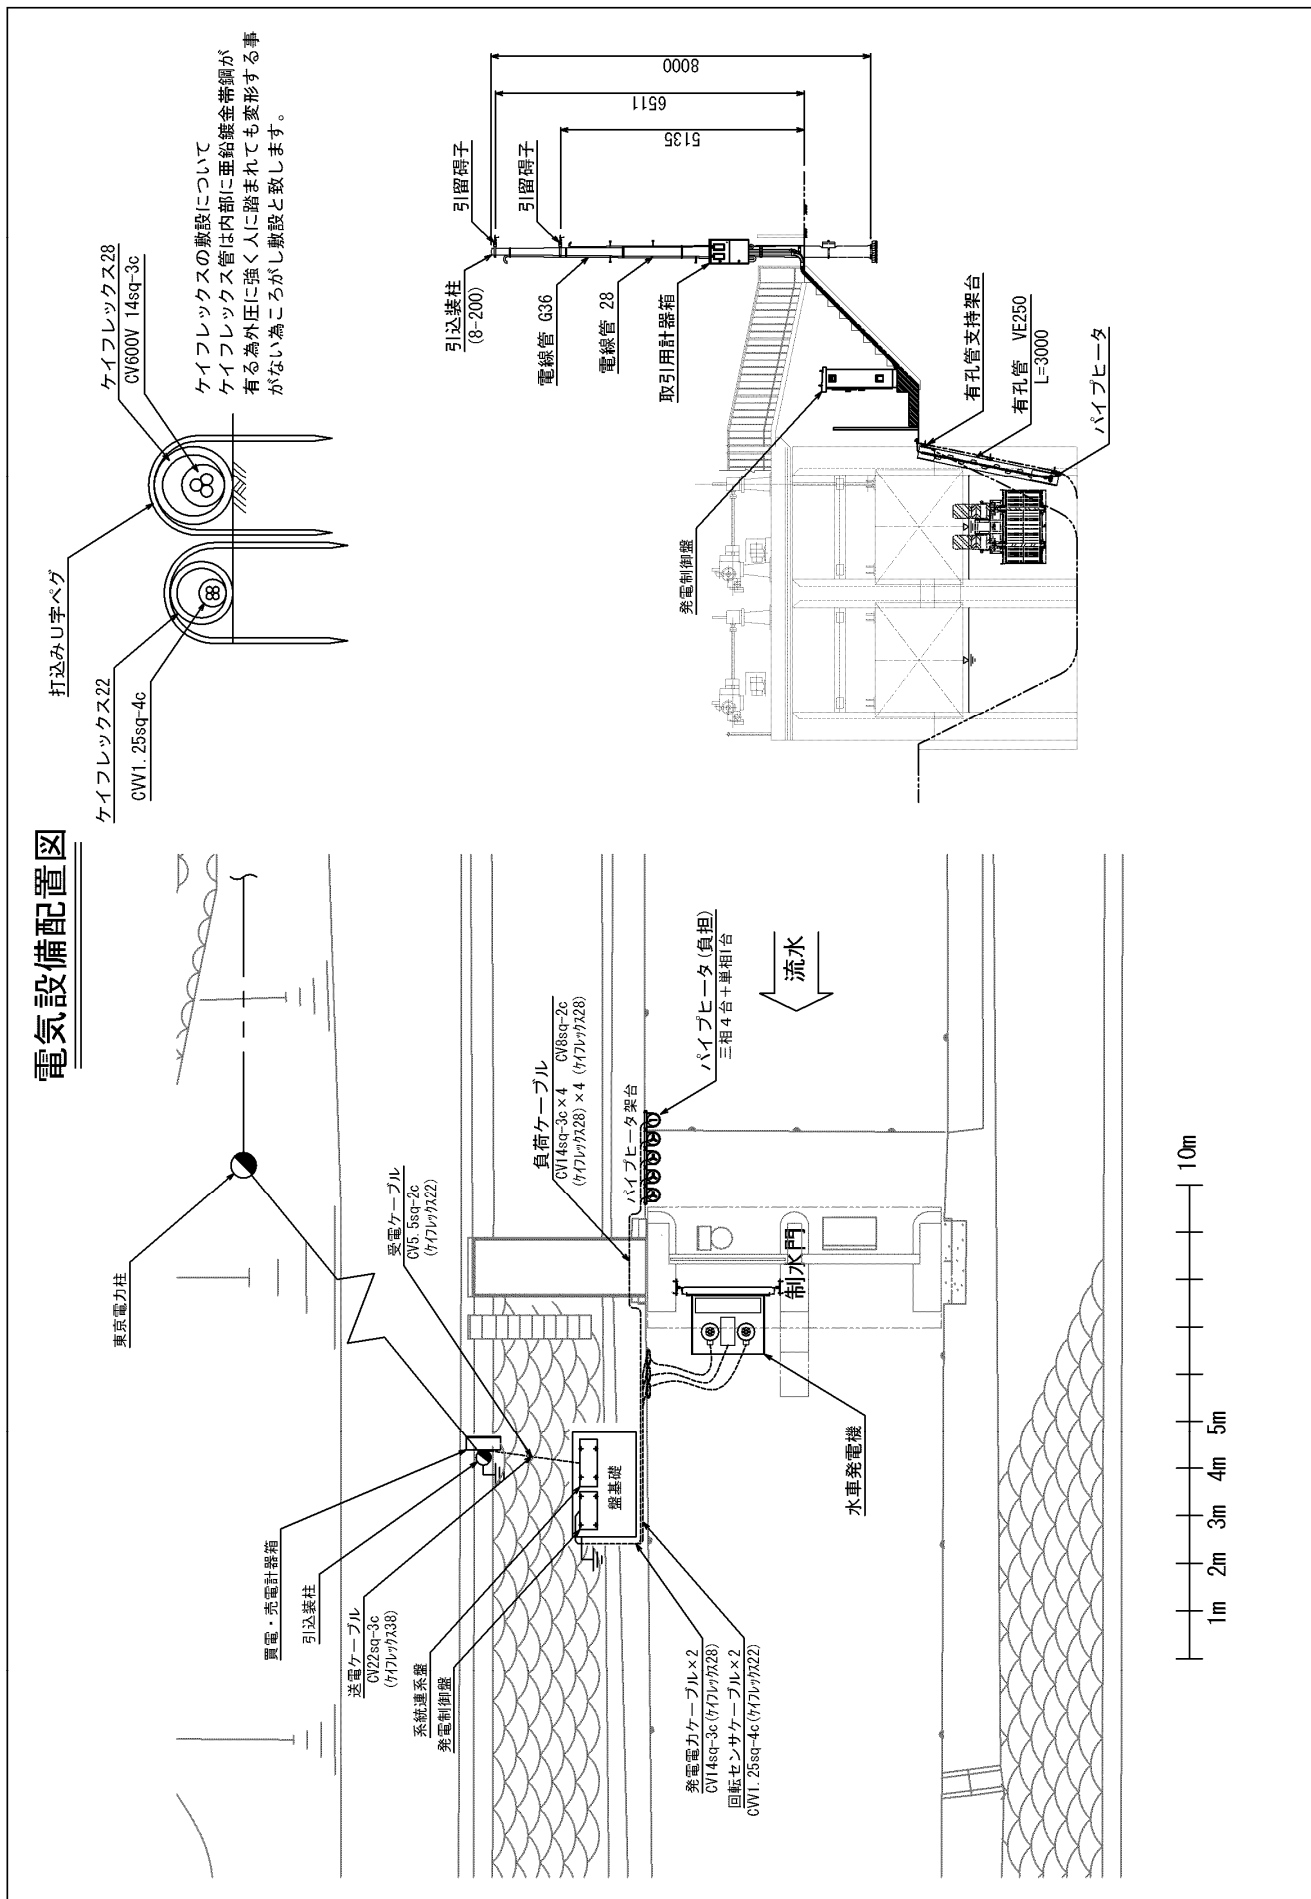 電気設備配置図
打込みU字ペグ
ケイフレックス22
CVV1.25sq-4c
ケイフレックス28
CV600V 14sq-3c
ケイフレックスの敷設について
ケイフレックス管は内部に亜鉛鍍金帯鋼が
有る為外圧に強く人に踏まれても変形する事
がない為ころがし敷設と致します。
東京電力柱
買電・売電計器箱
引込装柱
送電ケーブル
CV22sq-3c
(ケイフレックス38)
系統連系盤
発電制御盤
受電ケーブル
CV5.5sq-2c
(ケイフレックス22)
負荷ケーブル
CV14sq-3c×4 CV8sq-2c
(ケイフレックス28)×4 (ケイフレックス28)
パイプヒータ架台
パイプヒータ(負担)
三相4台+単相1台
流水
制水門
盤基礎
水車発電機
発電電力ケーブル×2
CV14sq-3c(ケイフレックス28)
回転センサケーブル×2
CVV1.25sq-4c(ケイフレックス22)
1m 2m 3m 4m 5m 10m
引留碍子
引留碍子
引込装柱
(8-200)
電線管 G36
電線管 28
取引用計器箱
発電制御盤
5135
6511
8000
有孔管支持架台
有孔管 VE250
L=3000
パイプヒータ